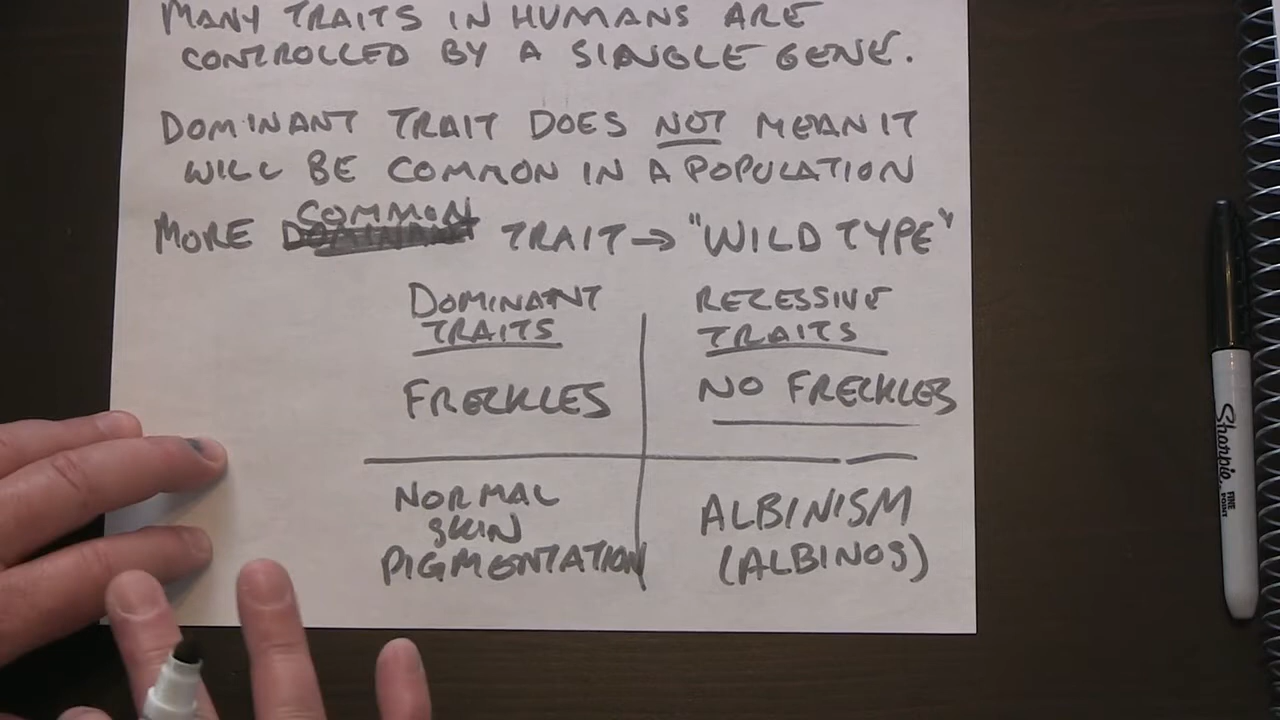 MANY TRAITS IN HUMANS ARE
CONTROLLED BY A SINGLE GENE.
DOMINANT TRAIT DOES NOT MEAN IT
WILL BE COMMON IN A POPULATION
MORE COMMON TRAIT → "WILD TYPE"
DOMINANT
TRAITS
RECESSIVE
TRAITS
FRECKLES
NO FRECKLES
NORMAL
SKIN
PIGMENTATION
ALBINISM
(ALBINOS)
Sharpie
FINE
POINT